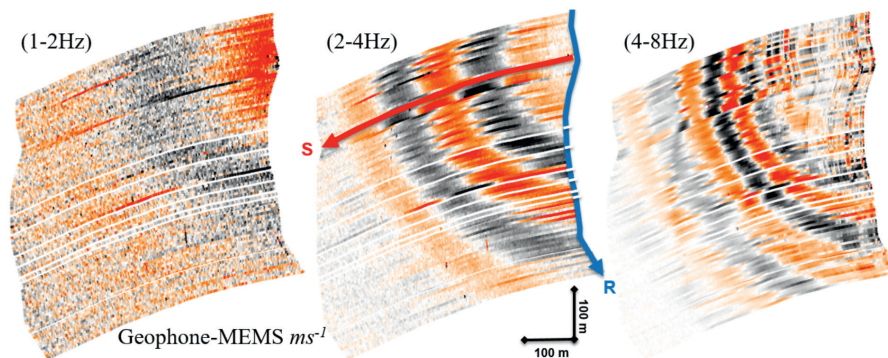 (1-2Hz)
(2-4Hz)
(4-8Hz)
S
R
100 m
100 m
Geophone-MEMS ms⁻¹